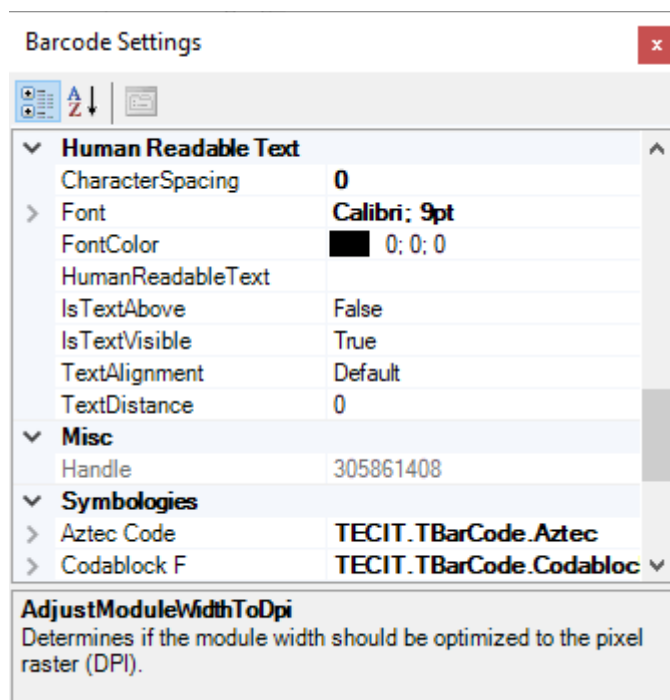 Barcode Settings
x
A
Z
Human Readable Text
CharacterSpacing 0
Font Calibri; 9pt
FontColor 0; 0; 0
HumanReadableText
IsTextAbove False
IsTextVisible True
TextAlignment Default
TextDistance 0
Misc
Handle 305861408
Symbologies
Aztec Code TECIT.TBarCode.Aztec
Codablock F TECIT.TBarCode.Codabloc
AdjustModuleWidthToDpi
Determines if the module width should be optimized to the pixel
raster (DPI).